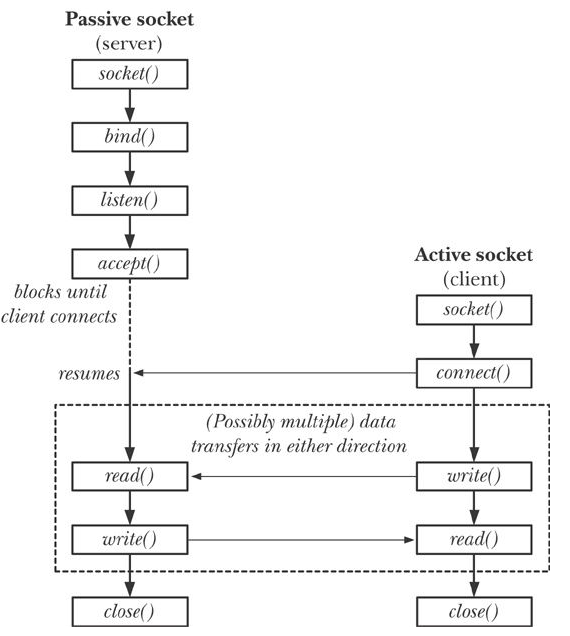 Passive socket
(server)
socket()
bind()
listen()
accept()
blocks until
client connects
resumes
Active socket
(client)
socket()
connect()
(Possibly multiple) data
transfers in either direction
read()
write()
write()
read()
close()
close()